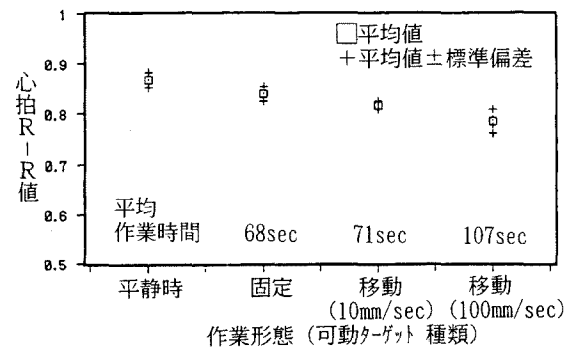 1
0.9
0.8
0.7
0.6
0.5
心拍R-R値
□平均値
+平均値±標準偏差
平均
作業時間 68sec 71sec 107sec
平静時 固定 移動 移動
(10mm/sec) (100mm/sec)
作業形態 (可動ターゲット 種類)